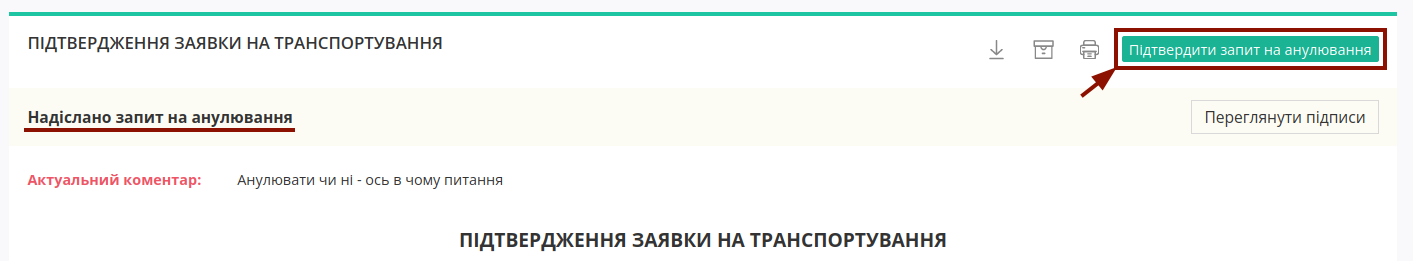 ПІДТВЕРДЖЕННЯ ЗАЯВКИ НА ТРАНСПОРТУВАННЯ
Підтвердити запит на анулювання
Надіслано запит на анулювання
Переглянути підписи
Актуальний коментар: Анулювати чи ні - ось в чому питання
ПІДТВЕРДЖЕННЯ ЗАЯВКИ НА ТРАНСПОРТУВАННЯ